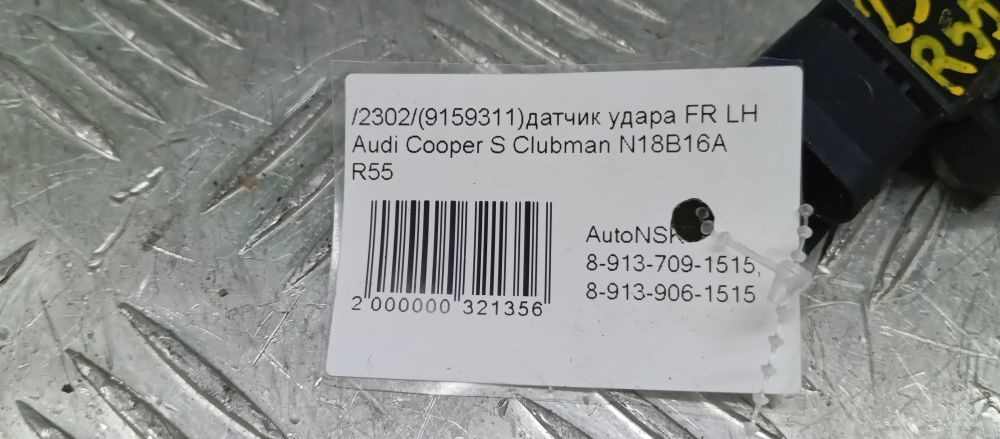 /2302/(9159311)датчик удара FR LH
Audi Cooper S Clubman N18B16A
R55
AutoNSK
8-913-709-1515,
8-913-906-1515
2 000000 321356
R55